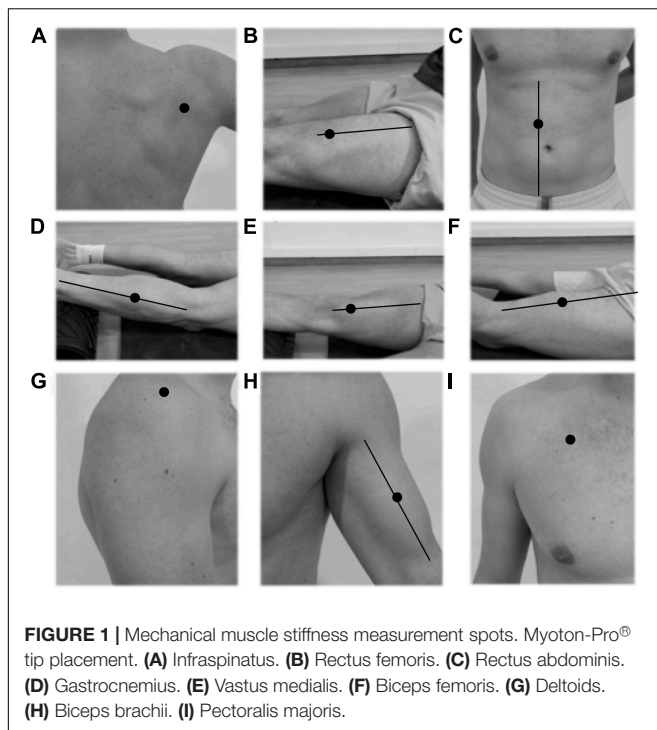 A B C
D E F
G H I
FIGURE 1 | Mechanical muscle stiffness measurement spots. Myoton-Pro®
tip placement. (A) Infraspinatus. (B) Rectus femoris. (C) Rectus abdominis.
(D) Gastrocnemius. (E) Vastus medialis. (F) Biceps femoris. (G) Deltoids.
(H) Biceps brachii. (I) Pectoralis majoris.